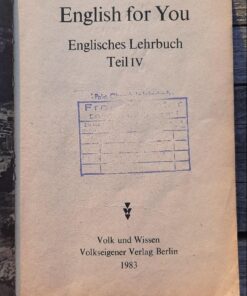 English for You
Englisches Lehrbuch
Teil IV
Volk und Wissen
Volkseigener Verlag Berlin
1983